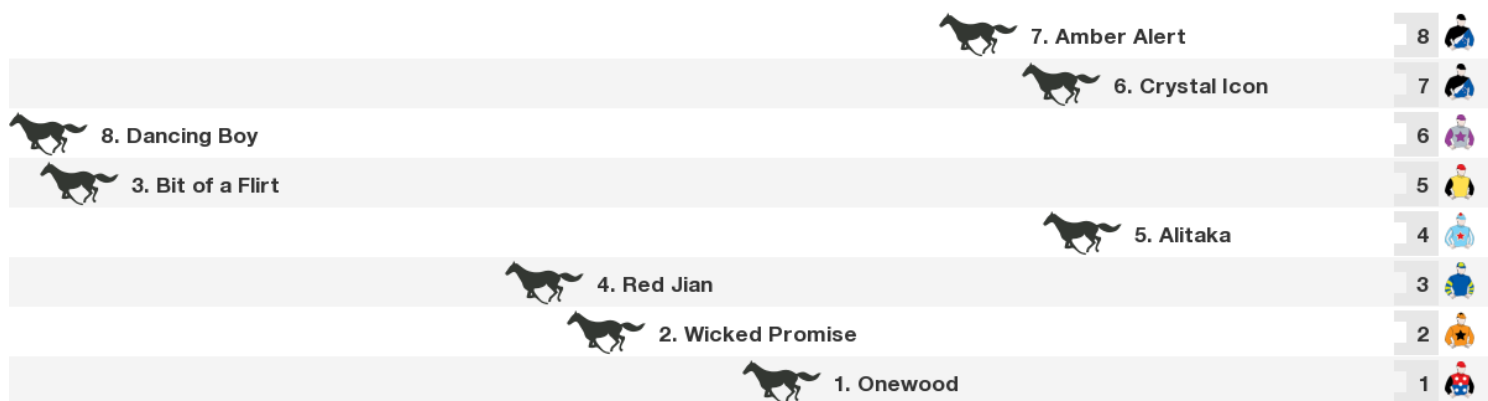 7. Amber Alert 8
6. Crystal Icon 7
8. Dancing Boy 6
3. Bit of a Flirt 5
5. Alitaka 4
4. Red Jian 3
2. Wicked Promise 2
1. Onewood 1